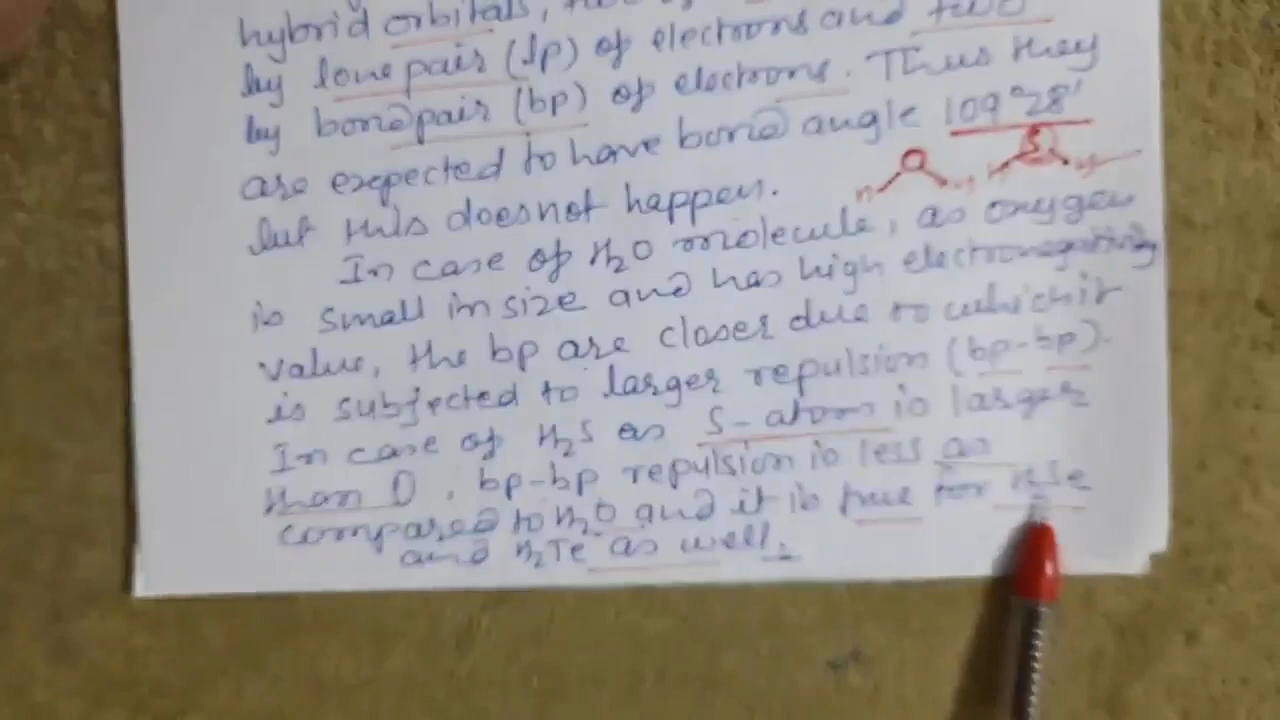 hybrid orbitals,
by lone pair (lp) of electrons and two
by bond pair (bp) of electrons. Thus they
are exepected to have bond angle 109°28'
but this doesnot happen.
O S
H H H H
In case of H2O molecule, as oxygen
is small in size and has high electronegativity
value, the bp are closer due to which it
is subjected to larger repulsion (bp-bp).
In case of H2S as S-atom is larger
than O, bp-bp repulsion is less as
compared to H2O and it is true for HSe
and H2Te as well.